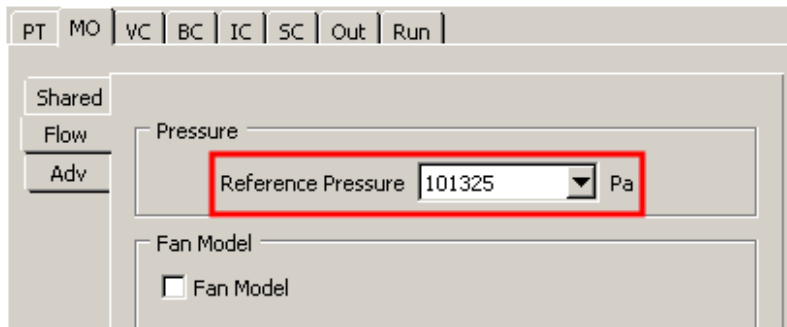 PT MO VC BC IC SC Out Run
Shared
Flow
Adv
Pressure
Reference Pressure 101325 Pa
Fan Model
Fan Model